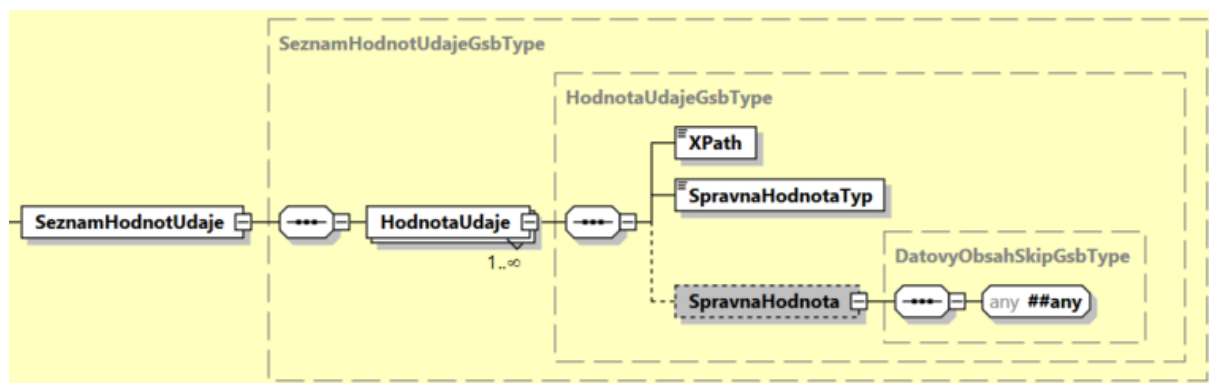 SeznamHodnotUdajeGsbType
HodnotaUdajeGsbType
XPath
SpravnaHodnotaTyp
SeznamHodnotUdaje
HodnotaUdaje
1..∞
DatovyObsahSkipGsbType
SpravnaHodnota
any ##any